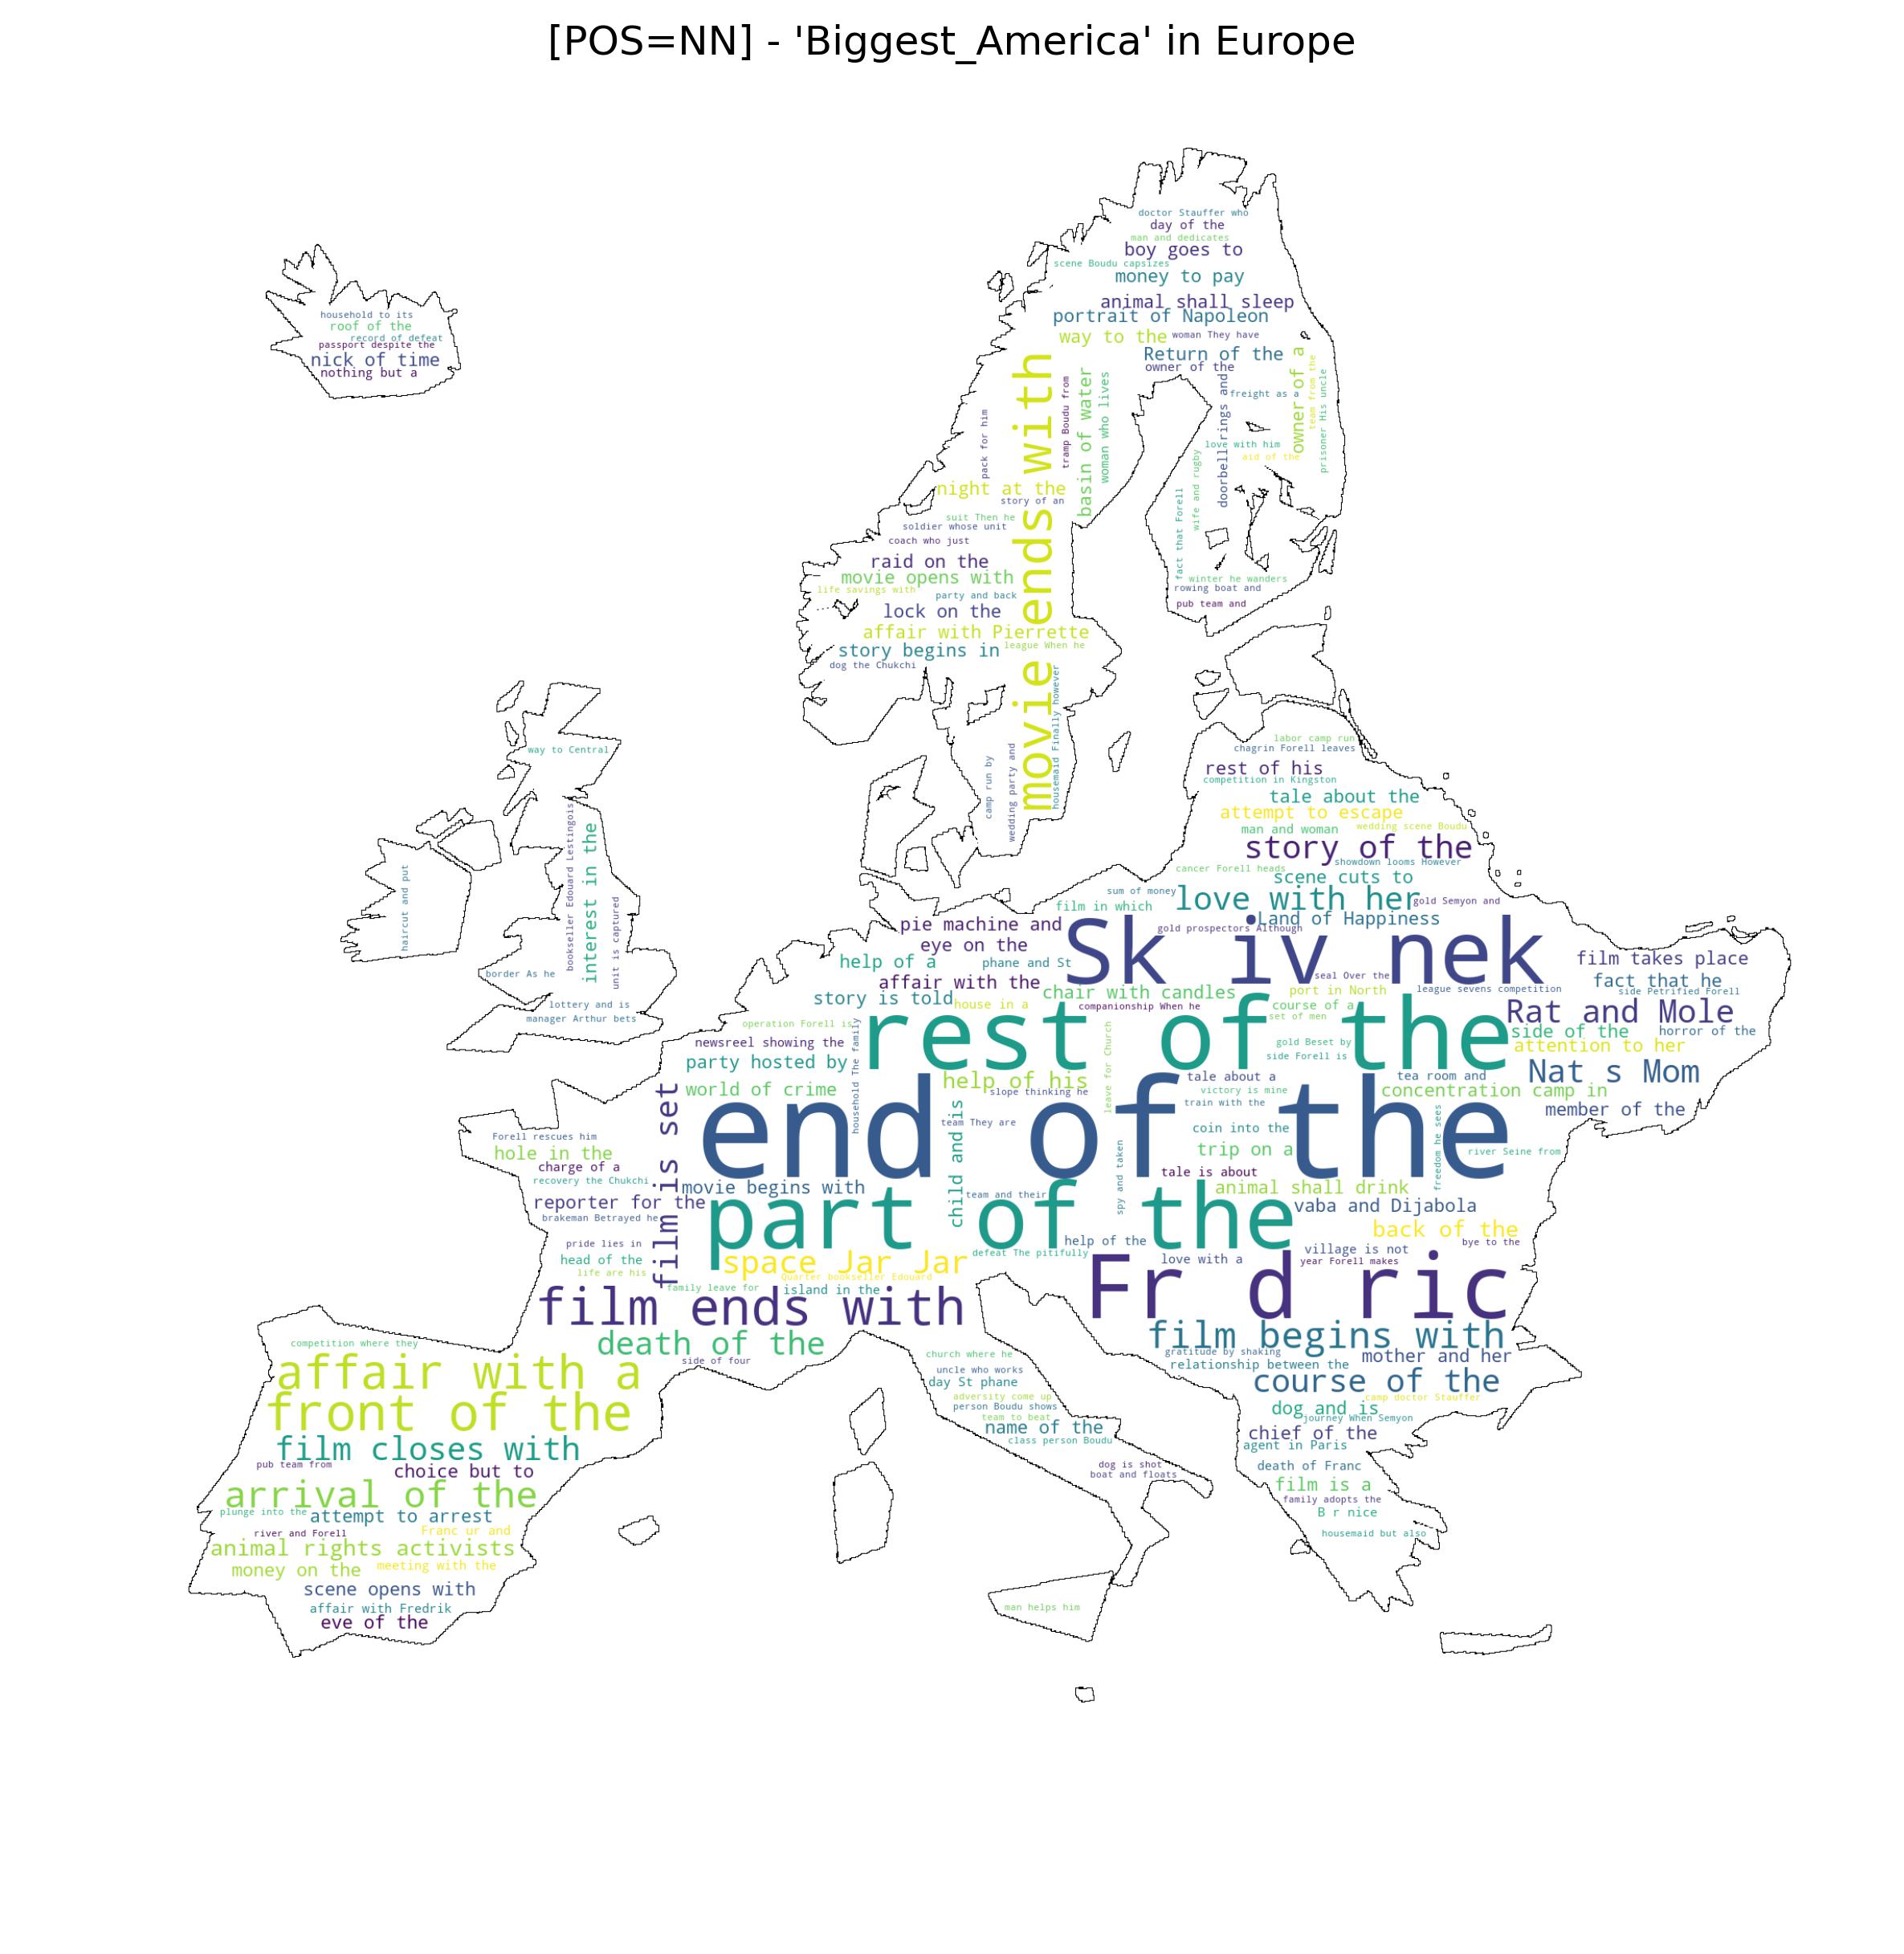 [POS=NN] - 'Biggest_America' in Europe
doctor Stauffer who
day of the
man and dedicates
boy goes to
scene Boudu capsizes
money to pay
animal shall sleep
portrait of Napoleon
way to the
woman They have
Return of the
owner of the
household to its
roof of the
record of defeat
passport despite the
nick of time
nothing but a
movie ends with
tramp Boudu from
basin of water
woman who lives
pack for him
doorbellrings and
freight as a
owner of a
team from the
prisoner His uncle
love with him
aid of the
wife and rugby
fact that Forell
night at the
story of an
suit Then he
soldier whose unit
coach who just
raid on the
movie opens with
life savings with
party and back
lock on the
affair with Pierrette
story begins in
league When he
dog the Chukchi
winter he wanders
rowing boat and
pub team and
housemaid Finally however
camp run by
wedding party and
way to Central
bookseller Edouard Lestingois
interest in the
unit is captured
haircut and put
border As he
lottery and is
manager Arthur bets
labor camp run
chagrin Forell leaves
rest of his
competition in Kingston
tale about the
attempt to escape
man and woman
wedding scene Boudu
story of the
showdown looms However
cancer Forell heads
scene cuts to
sum of money
love with her
gold Semyon and
film in which
Land of Happiness
pie machine and
gold prospectors Although
eye on the
Sk iv nek
help of a
phane and St
film takes place
affair with the
seal Over the
fact that he
chair with candles
port in North
league sevens competition
side Petrified Forell
story is told
house in a
companionship When he
course of a
set of men
Rat and Mole
operation Forell is
rest of the
side of the
horror of the
newsreel showing the
gold Beset by
attention to her
party hosted by
side Forell is
household The family
leave for Church
world of crime
help of his
slope thinking he
tale about a
victory is mine
train with the
tea room and
Nat s Mom
concentration camp in
member of the
film is set
end of the
child and is
team They are
coin into the
trip on a
spy and taken
freedom he sees
river Seine from
Forell rescues him
hole in the
charge of a
recovery the Chukchi
tale is about
movie begins with
team and their
animal shall drink
reporter for the
vaba and Dijabola
brakeman Betrayed he
part of the
back of the
pride lies in
help of the
bye to the
head of the
defeat The pitifully
village is not
love with a
year Forell makes
life are his
space Jar Jar
Quarter bookseller Edouard
family leave for
island in the
Fr d ric
film ends with
film begins with
death of the
side of four
gratitude by shaking
mother and her
relationship between the
course of the
camp doctor Stauffer
dog and is
journey When Semyon
chief of the
agent in Paris
death of Franc
film is a
family adopts the
B r nice
housemaid but also
competition where they
affair with a
front of the
film closes with
pub team from
choice but to
arrival of the
plunge into the
attempt to arrest
river and Forell
Franc ur and
animal rights activists
money on the
meeting with the
scene opens with
affair with Fredrik
eve of the
church where he
uncle who works
day St phane
adversity come up
person Boudu shows
team to beat
name of the
class person Boudu
dog is shot
boat and floats
man helps him